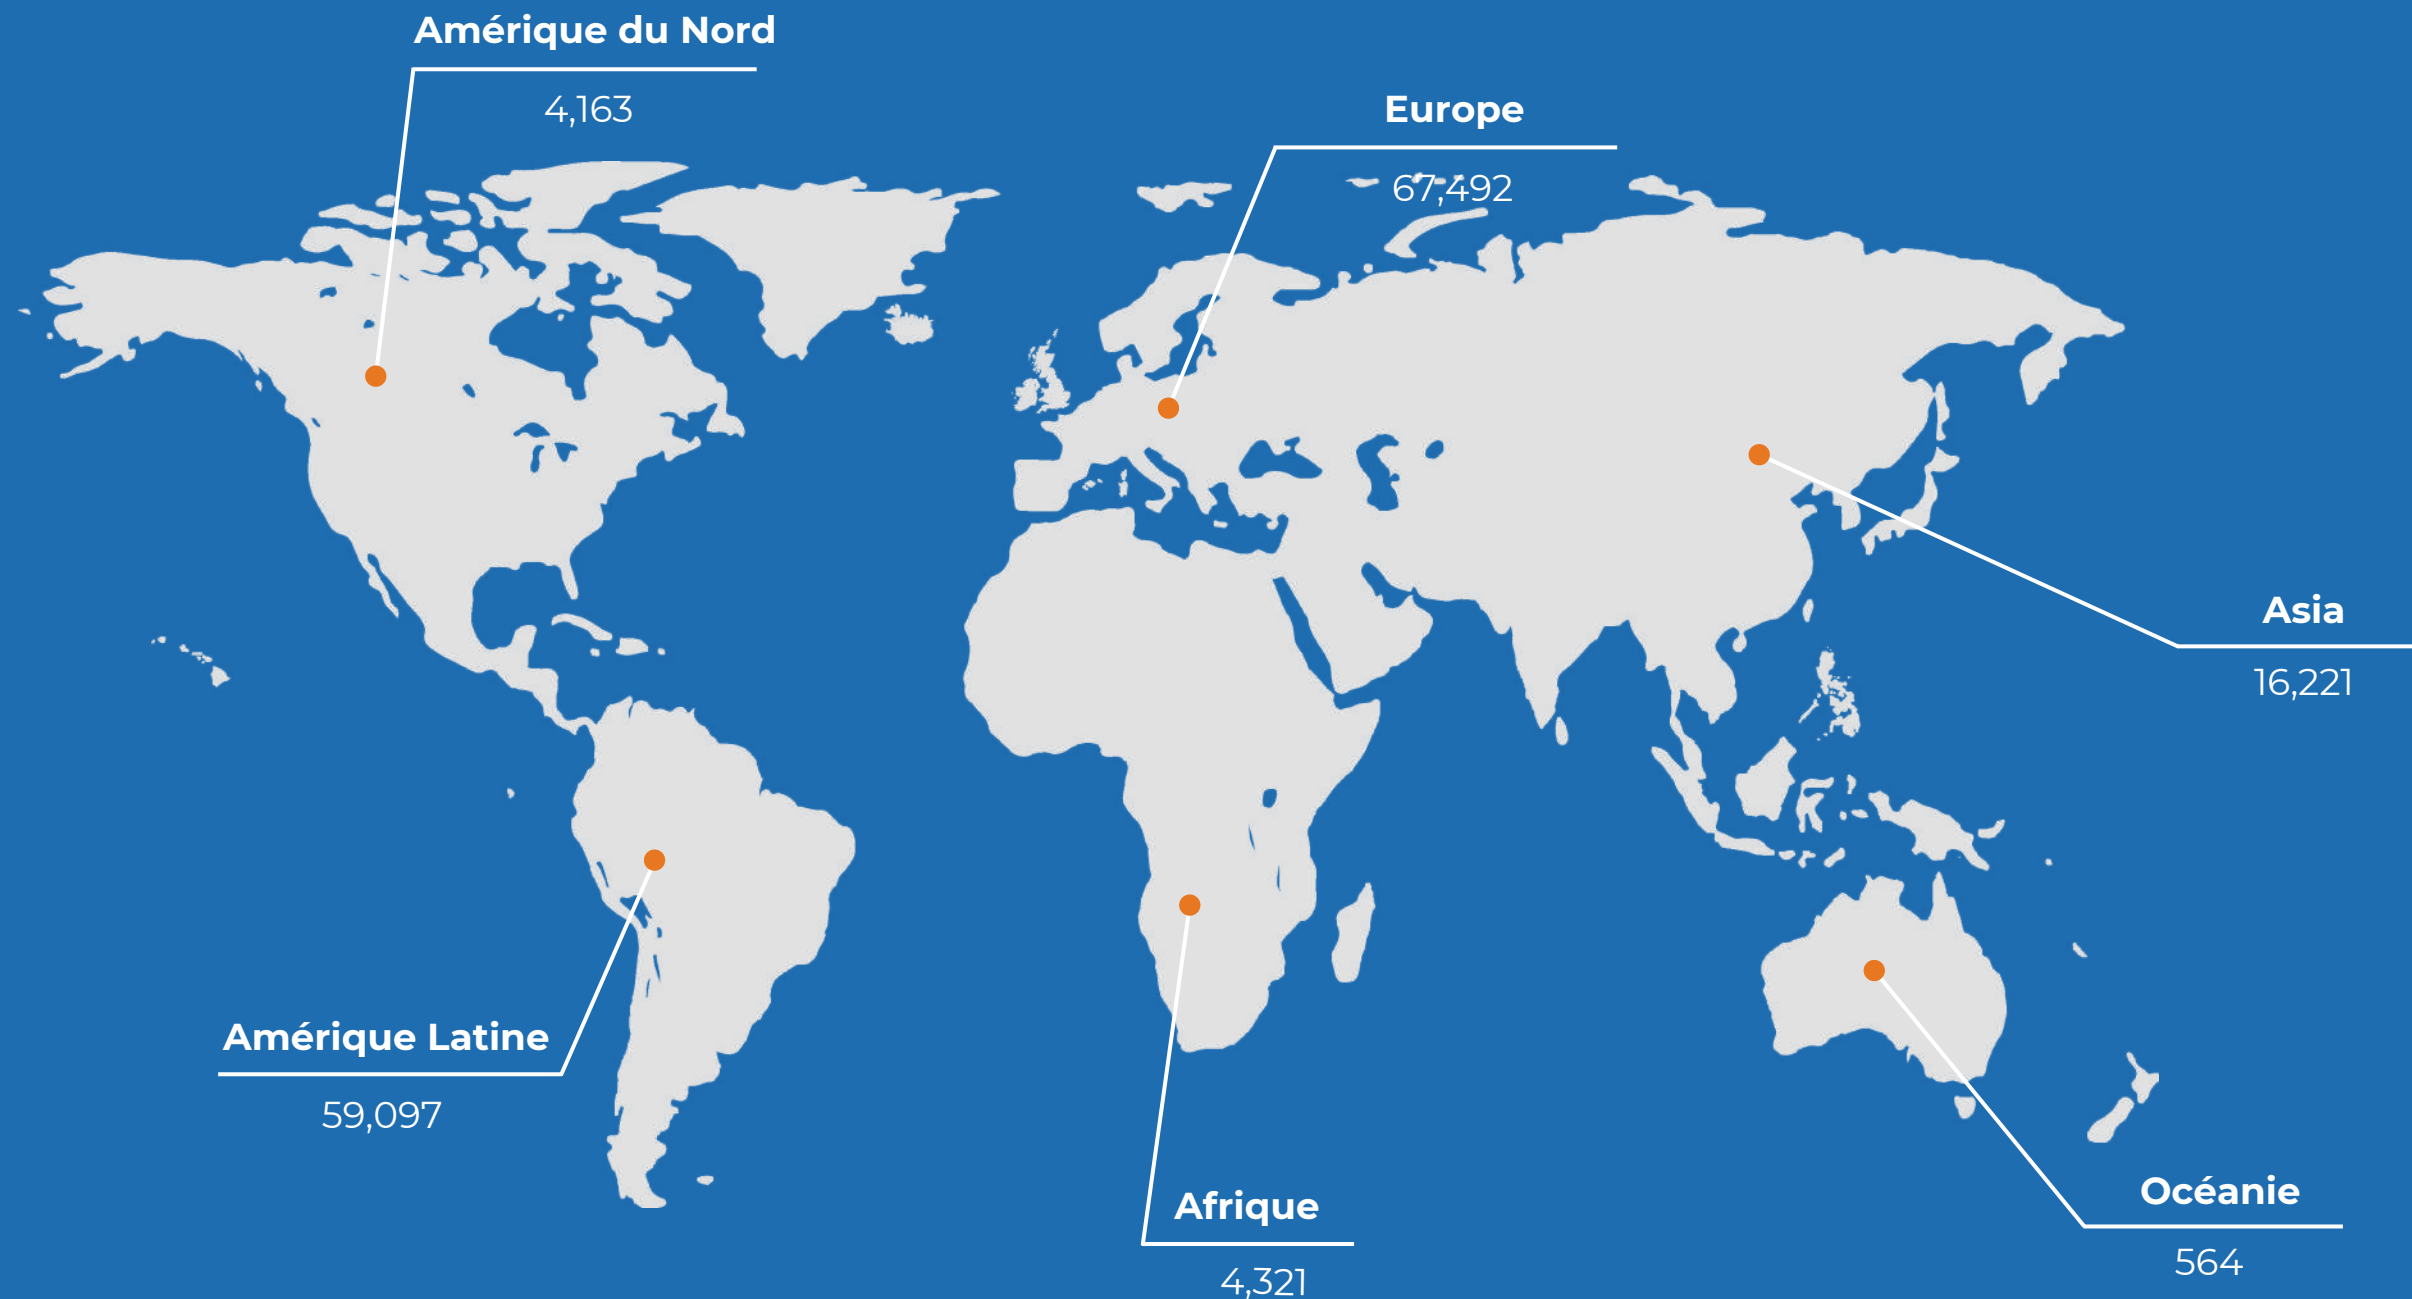 Amérique du Nord
4,163
Europe
67,492
Asia
16,221
Amérique Latine
59,097
Afrique
4,321
Océanie
564